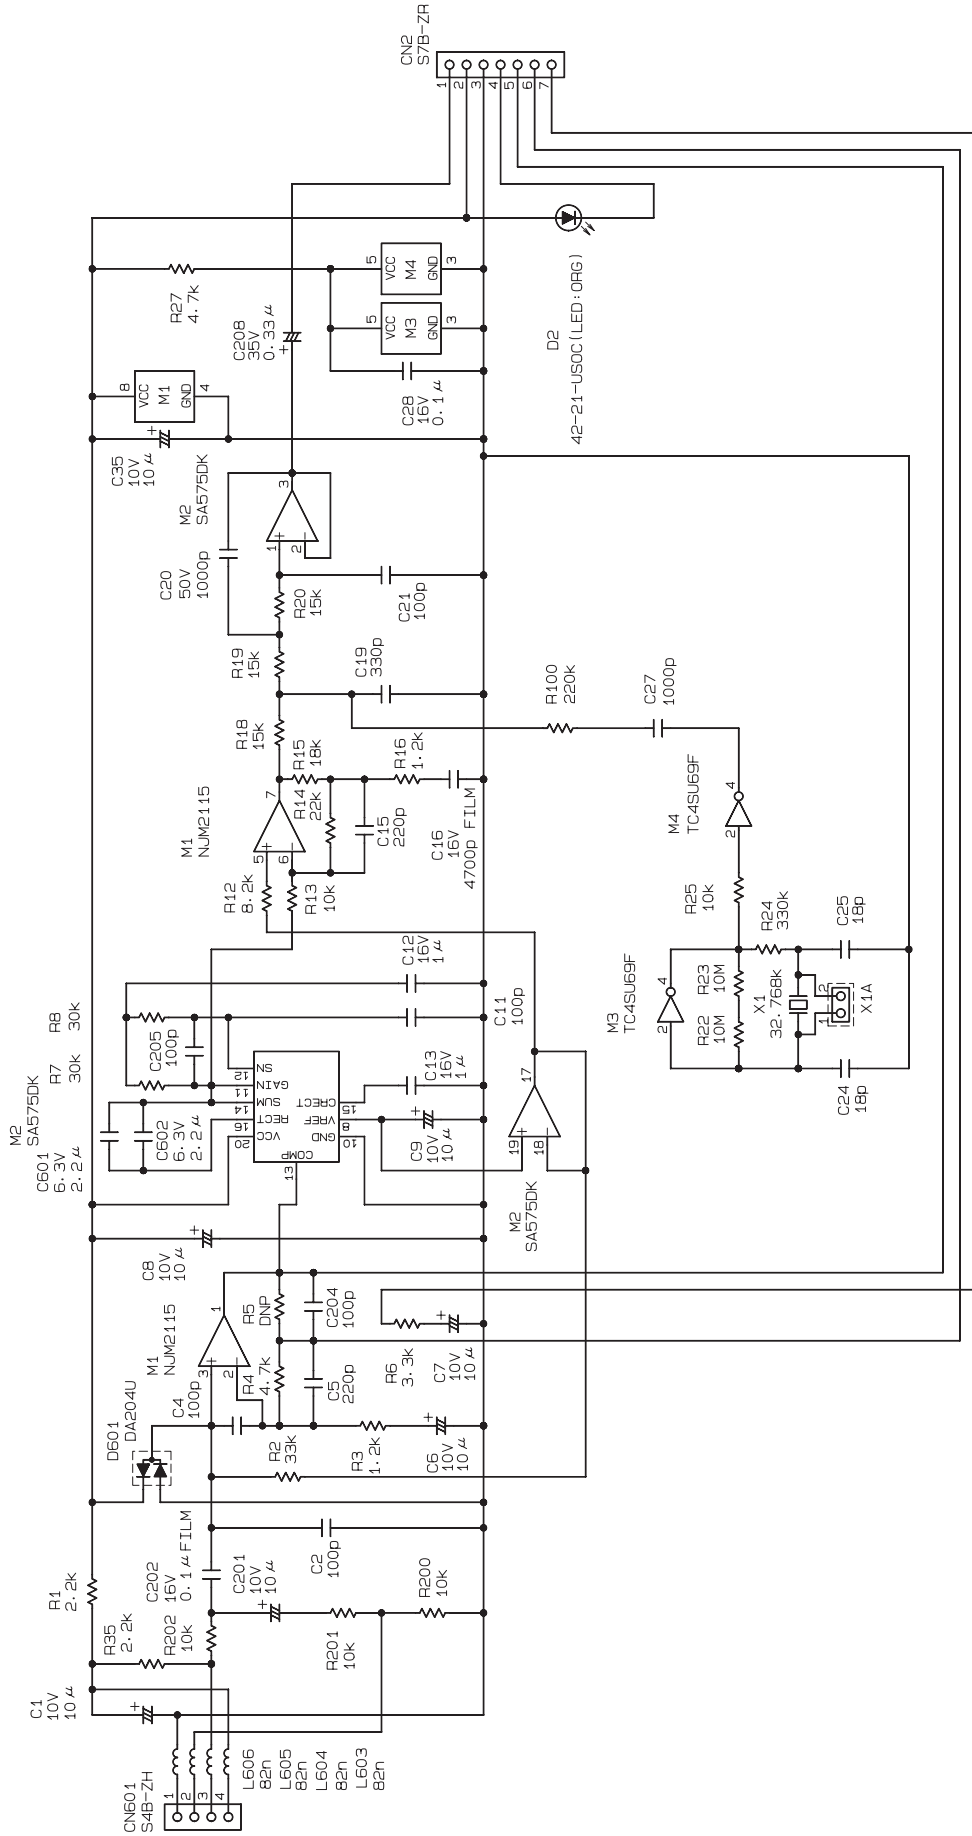 CN601
S4B-ZH
1
2
3
4
L606
82n
L605
82n
L604
82n
L603
82n
C1
10V
10μ
R1
2.2k
R35
2.2k
R202
10k
C202
16V
0.1μ FILM
C201
10V
10μ
R201
10k
R200
10k
C2
100p
D601
DA204U
C4
100p
M1
NJM2115
3
2
1
+
−
R4
4.7k
R5
DNP
C5
220p
C204
100p
R2
33k
R3
1.2k
C6
10V
10μ
R6
3.3k
C7
10V
10μ
C8
10V
10μ
M2
SA575DK
C601
6.3V
2.2μ
C602
6.3V
2.2μ
R7
30k
R8
30k
C205
100p
20
16
14
11
12
VCC
RECT
SUM
GAIN
SN
13
COMP
10
8
15
GND
VREF
CRECT
C9
10V
10μ
C13
16V
1μ
C11
100p
C12
16V
1μ
M2
SA575DK
19
18
17
+
−
R12
8.2k
R13
10k
M1
NJM2115
5
6
7
+
−
R14
22k
R15
18k
C15
220p
R16
1.2k
C16
16V
4700p FILM
R18
15k
R19
15k
R20
15k
C19
330p
C20
50V
1000p
C21
100p
M2
SA575DK
1
2
3
+
−
C35
10V
10μ
8
VCC
M1
GND
4
R27
4.7k
C208
35V
0.33μ
C28
16V
0.1μ
5
VCC
M3
GND
3
5
VCC
M4
GND
3
D2
42-21-USOC(LED:ORG)
CN2
S7B-ZR
1
2
3
4
5
6
7
R100
220k
C27
1000p
M4
TC4SU69F
2
4
R25
10k
R24
330k
M3
TC4SU69F
2
4
R22
10M
R23
10M
X1
32.768k
1
2
X1A
C24
18p
C25
18p